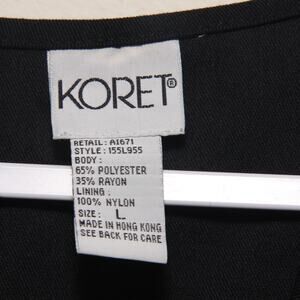 KORET®
RETAIL: A1671
STYLE: 155L955
BODY:
65% POLYESTER
35% RAYON
LINING:
100% NYLON
SIZE: L
MADE IN HONG KONG
SEE BACK FOR CARE